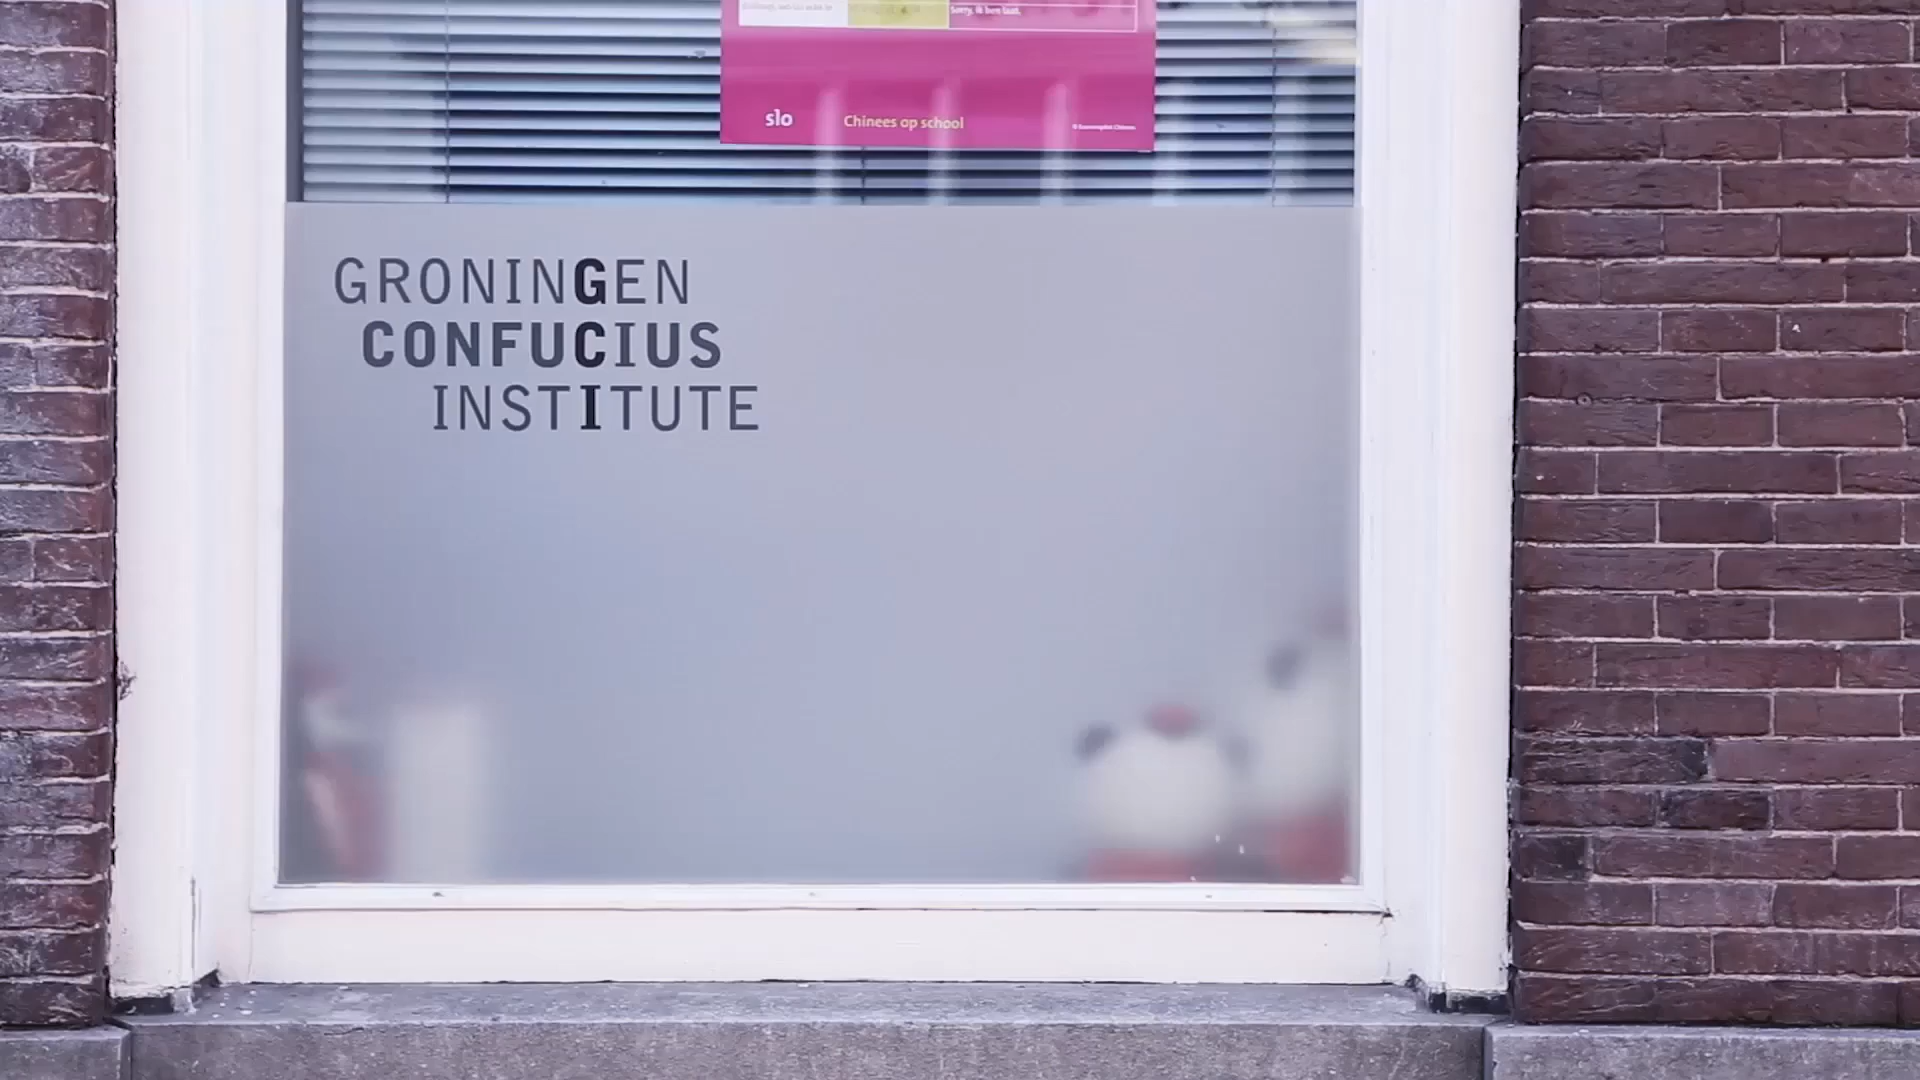 Sorry, ik ben laat.
slo
Chinees op school
GRONINGEN
CONFUCIUS
INSTITUTE